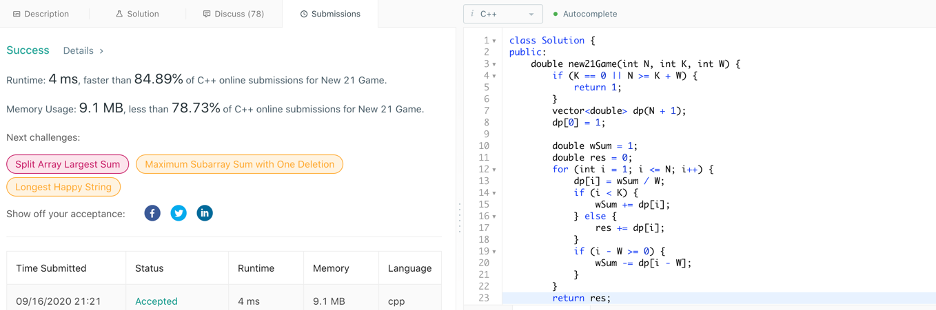 Description Solution Discuss (78) Submissions
Success Details >
Runtime: 4 ms, faster than 84.89% of C++ online submissions for New 21 Game.
Memory Usage: 9.1 MB, less than 78.73% of C++ online submissions for New 21 Game.
Next challenges:
Split Array Largest Sum Maximum Subarray Sum with One Deletion
Longest Happy String
Show off your acceptance:
Time Submitted Status Runtime Memory Language
09/16/2020 21:21 Accepted 4 ms 9.1 MB cpp
i C++ Autocomplete
1 class Solution {
2 public:
3 double new21Game(int N, int K, int W) {
4 if (K == 0 || N >= K + W) {
5 return 1;
6 }
7 vector<double> dp(N + 1);
8 dp[0] = 1;
9
10 double wSum = 1;
11 double res = 0;
12 for (int i = 1; i <= N; i++) {
13 dp[i] = wSum / W;
14 if (i < K) {
15 wSum += dp[i];
16 } else {
17 res += dp[i];
18 }
19 if (i - W >= 0) {
20 wSum -= dp[i - W];
21 }
22 }
23 return res;